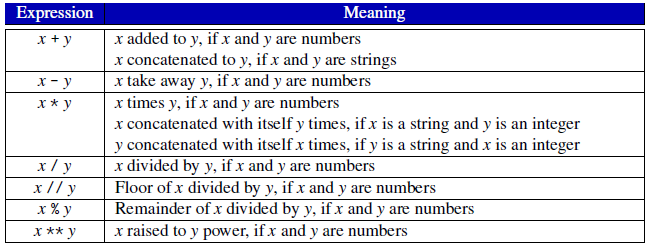 Expression Meaning
x + y x added to y, if x and y are numbers
x concatenated to y, if x and y are strings
x - y x take away y, if x and y are numbers
x * y x times y, if x and y are numbers
x concatenated with itself y times, if x is a string and y is an integer
y concatenated with itself x times, if y is a string and x is an integer
x / y x divided by y, if x and y are numbers
x // y Floor of x divided by y, if x and y are numbers
x % y Remainder of x divided by y, if x and y are numbers
x ** y x raised to y power, if x and y are numbers